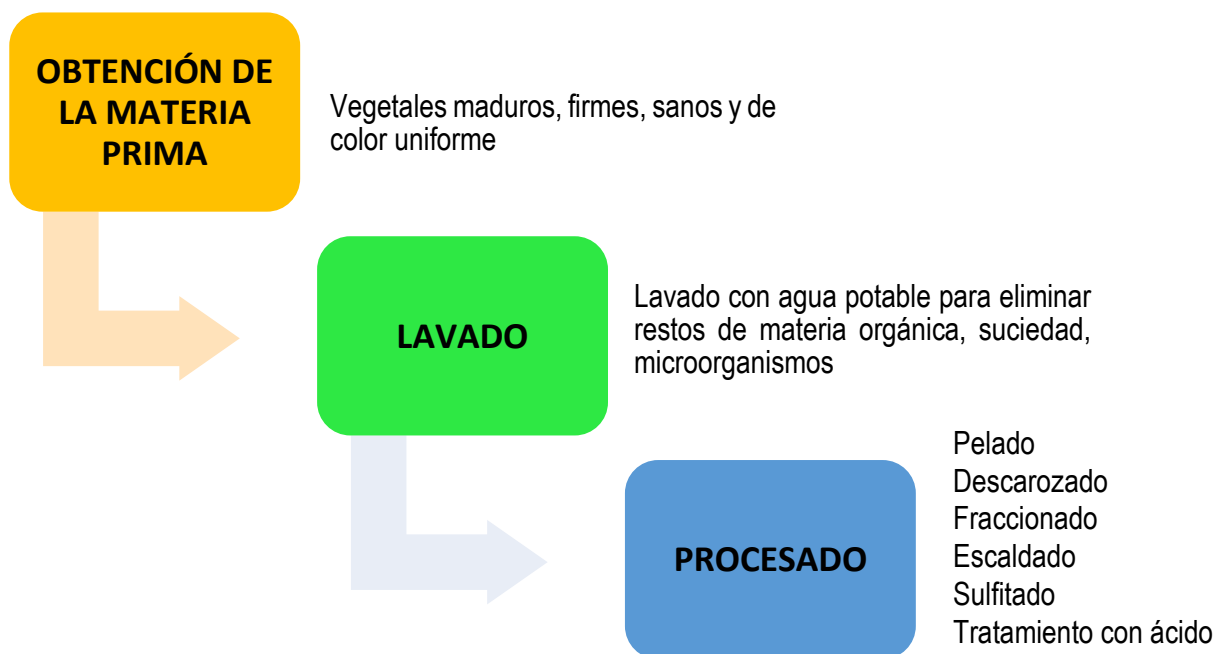 OBTENCIÓN DE
LA MATERIA
PRIMA
Vegetales maduros, firmes, sanos y de
color uniforme
LAVADO
Lavado con agua potable para eliminar
restos de materia orgánica, suciedad,
microorganismos
PROCESADO
Pelado
Descarozado
Fraccionado
Escaldado
Sulfitado
Tratamiento con ácido